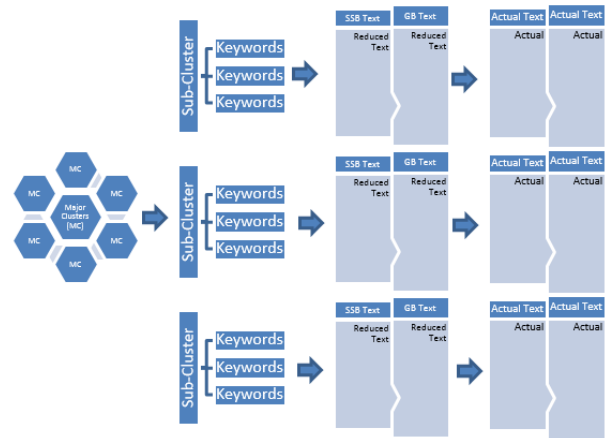 SSB Text
GB Text
Actual Text
Actual Text
Sub-Cluster
Keywords
Keywords
Keywords
Reduced
Text
Reduced
Text
Actual
Actual
MC
MC
MC
Major
Clusters
(MC)
MC
MC
MC
SSB Text
GB Text
Actual Text
Actual Text
Sub-Cluster
Keywords
Keywords
Keywords
Reduced
Text
Reduced
Text
Actual
Actual
SSB Text
GB Text
Actual Text
Actual Text
Sub-Cluster
Keywords
Keywords
Keywords
Reduced
Text
Reduced
Text
Actual
Actual